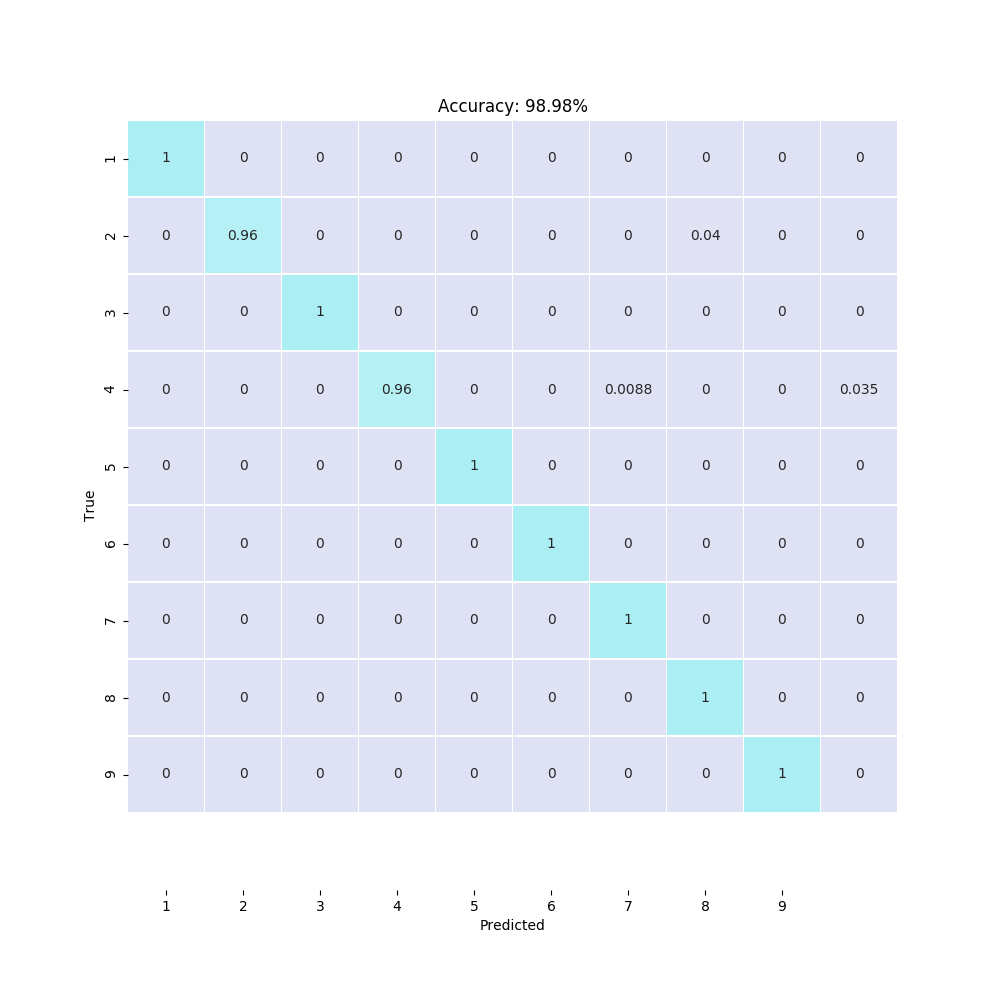 Accuracy: 98.98%
1 1 0 0 0 0 0 0 0 0 0
2 0 0.96 0 0 0 0 0 0.04 0 0
3 0 0 1 0 0 0 0 0 0 0
4 0 0 0 0.96 0 0 0.0088 0 0 0.035
5 0 0 0 0 1 0 0 0 0 0
True
6 0 0 0 0 0 1 0 0 0 0
7 0 0 0 0 0 0 1 0 0 0
8 0 0 0 0 0 0 0 1 0 0
9 0 0 0 0 0 0 0 0 1 0
1 2 3 4 5 6 7 8 9
Predicted